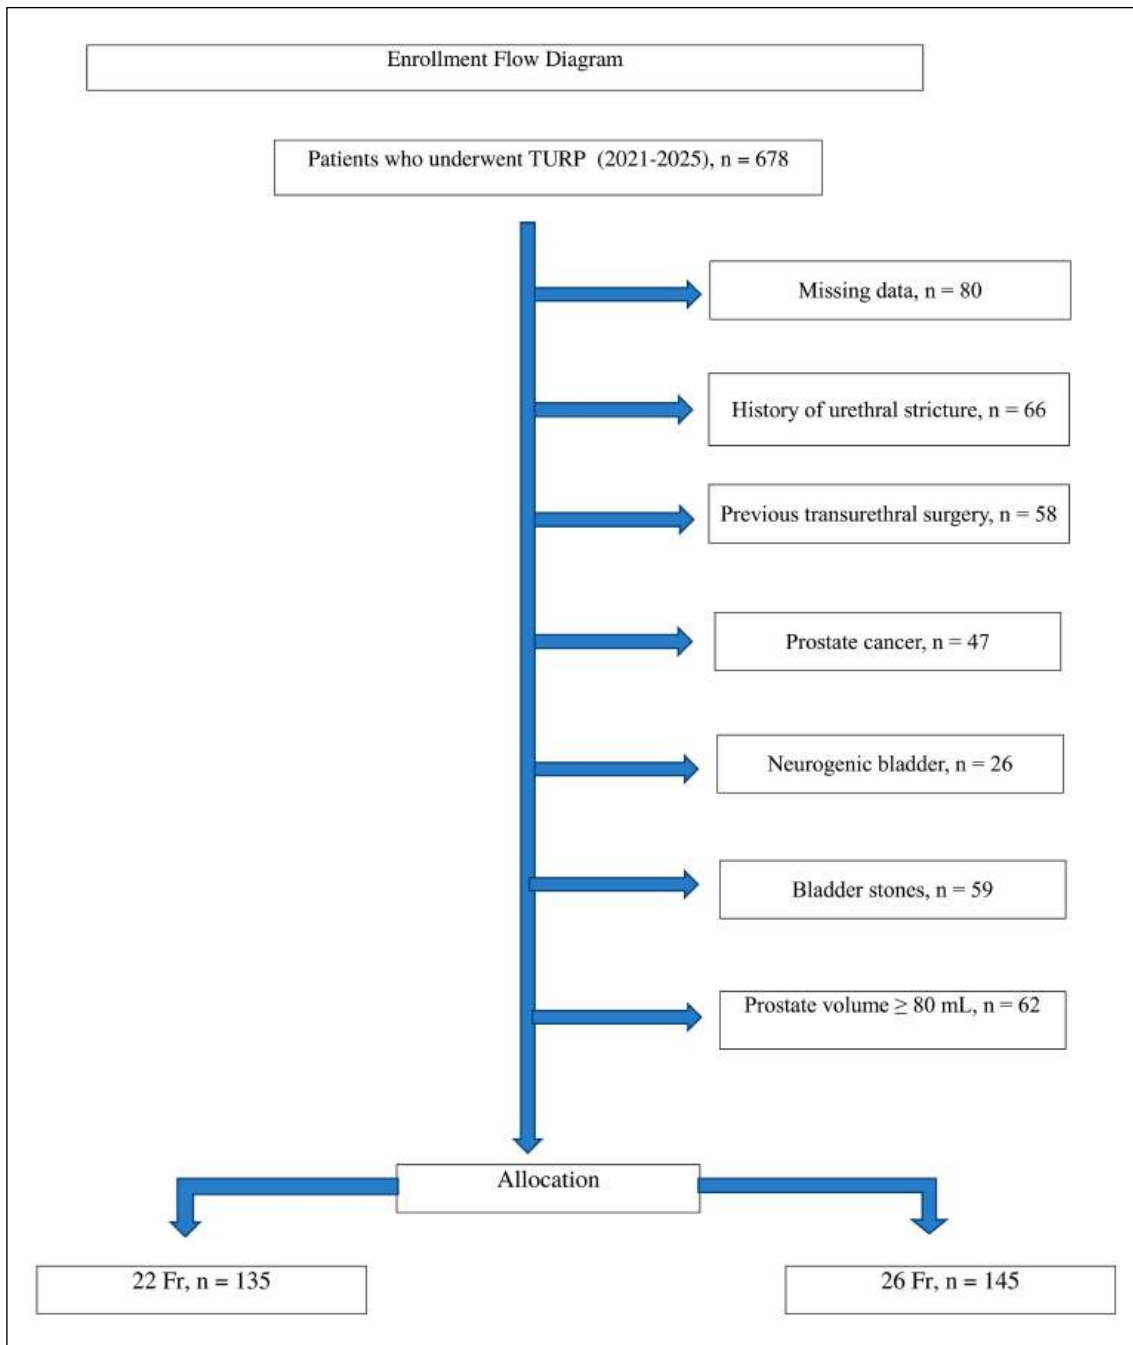 Enrollment Flow Diagram
Patients who underwent TURP (2021-2025), n = 678
Missing data, n = 80
History of urethral stricture, n = 66
Previous transurethral surgery, n = 58
Prostate cancer, n = 47
Neurogenic bladder, n = 26
Bladder stones, n = 59
Prostate volume ≥ 80 mL, n = 62
Allocation
22 Fr, n = 135
26 Fr, n = 145